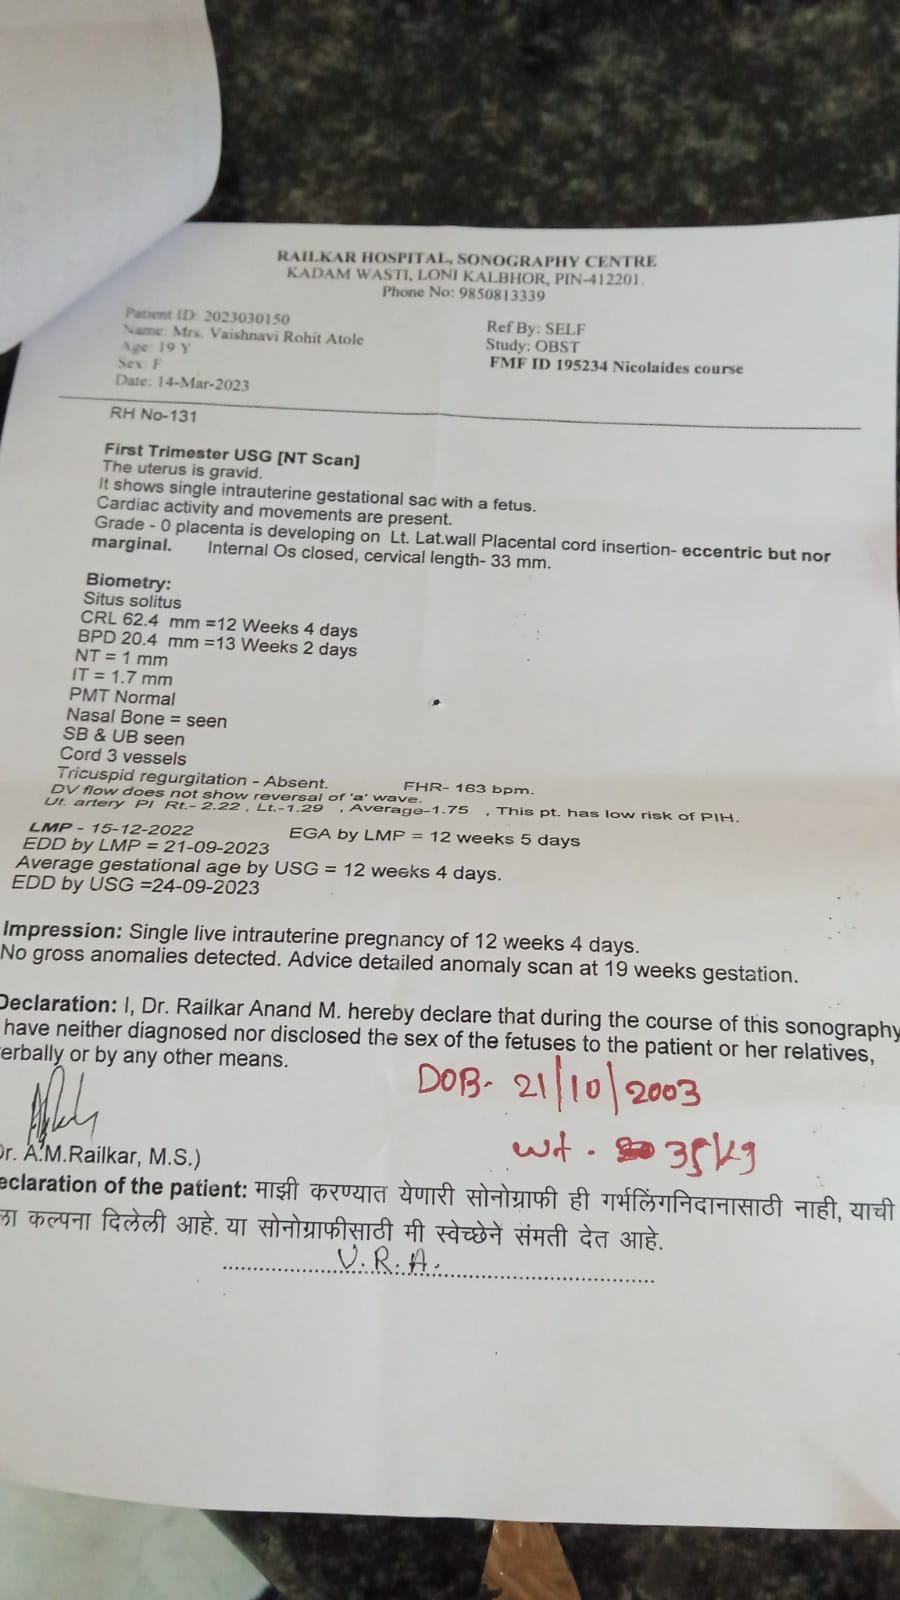 RAILKAR HOSPITAL, SONOGRAPHY CENTRE
KADAM WASTI, LONI KALBHOR, PIN-412201.
Phone No: 9850813339
Patient ID: 2023030150
Name: Mrs. Vaishnavi Rohit Atole
Age: 19 Y
Sex: F
Date: 14-Mar-2023
Ref By: SELF
Study: OBST
FMF ID 195234 Nicolaides course
RH No-131
First Trimester USG [NT Scan]
The uterus is gravid.
It shows single intrauterine gestational sac with a fetus.
Cardiac activity and movements are present.
Grade - 0 placenta is developing on Lt. Lat.wall Placental cord insertion- eccentric but nor
marginal. Internal Os closed, cervical length- 33 mm.
Biometry:
Situs solitus
CRL 62.4 mm =12 Weeks 4 days
BPD 20.4 mm =13 Weeks 2 days
NT = 1 mm
IT = 1.7 mm
PMT Normal
Nasal Bone = seen
SB & UB seen
Cord 3 vessels
Tricuspid regurgitation - Absent. FHR- 163 bpm.
DV flow does not show reversal of 'a' wave.
Ut. artery PI Rt.- 2.22 , Lt.-1.29 , Average-1.75 , This pt. has low risk of PIH.
LMP - 15-12-2022 EGA by LMP = 12 weeks 5 days
EDD by LMP = 21-09-2023
Average gestational age by USG = 12 weeks 4 days.
EDD by USG =24-09-2023
Impression: Single live intrauterine pregnancy of 12 weeks 4 days.
No gross anomalies detected. Advice detailed anomaly scan at 19 weeks gestation.
Declaration: I, Dr. Railkar Anand M. hereby declare that during the course of this sonography
have neither diagnosed nor disclosed the sex of the fetuses to the patient or her relatives,
erbally or by any other means.
DOB- 21/10/2003
wt - 35kg
Dr. A.M.Railkar, M.S.)
eclaration of the patient: माझी करण्यात येणारी सोनोग्राफी ही गर्भलिंगनिदानासाठी नाही, याची
ला कल्पना दिलेली आहे. या सोनोग्राफीसाठी मी स्वेच्छेने संमती देत आहे.
V.R.A.